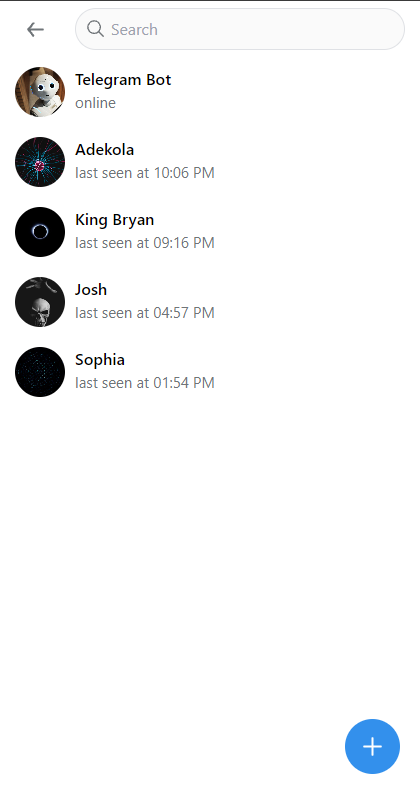 Search
Telegram Bot
online
Adekola
last seen at 10:06 PM
King Bryan
last seen at 09:16 PM
Josh
last seen at 04:57 PM
Sophia
last seen at 01:54 PM